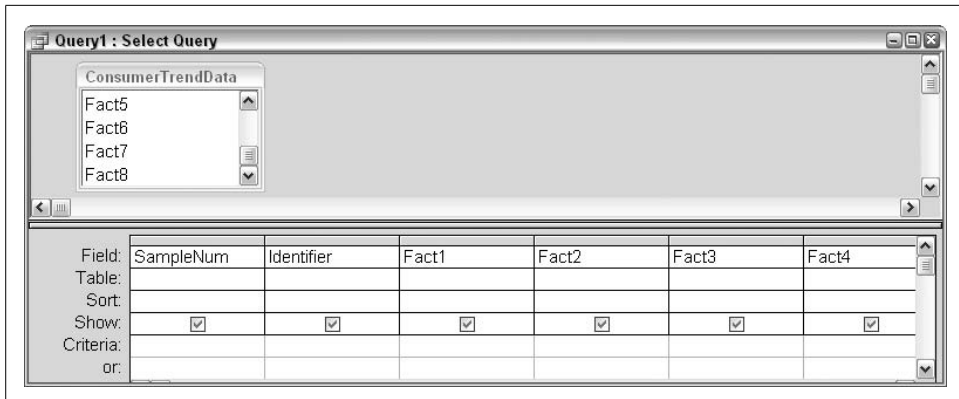 Query1 : Select Query
ConsumerTrendData
Fact5
Fact6
Fact7
Fact8
Field: SampleNum Identifier Fact1 Fact2 Fact3 Fact4
Table:
Sort:
Show:
Criteria:
or: